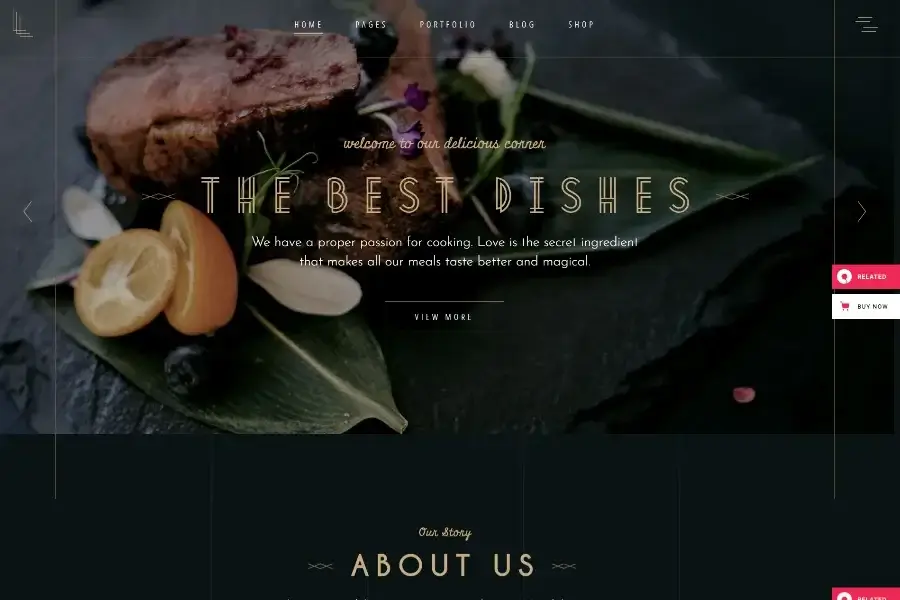 HOME PAGES PORTFOLIO BLOG SHOP
welcome to our delicious corner
THE BEST DISHES
We have a proper passion for cooking. Love is the secret ingredient
that makes all our meals taste better and magical.
RELATED
BUY NOW
VIEW MORE
Our Story
ABOUT US
RELATED